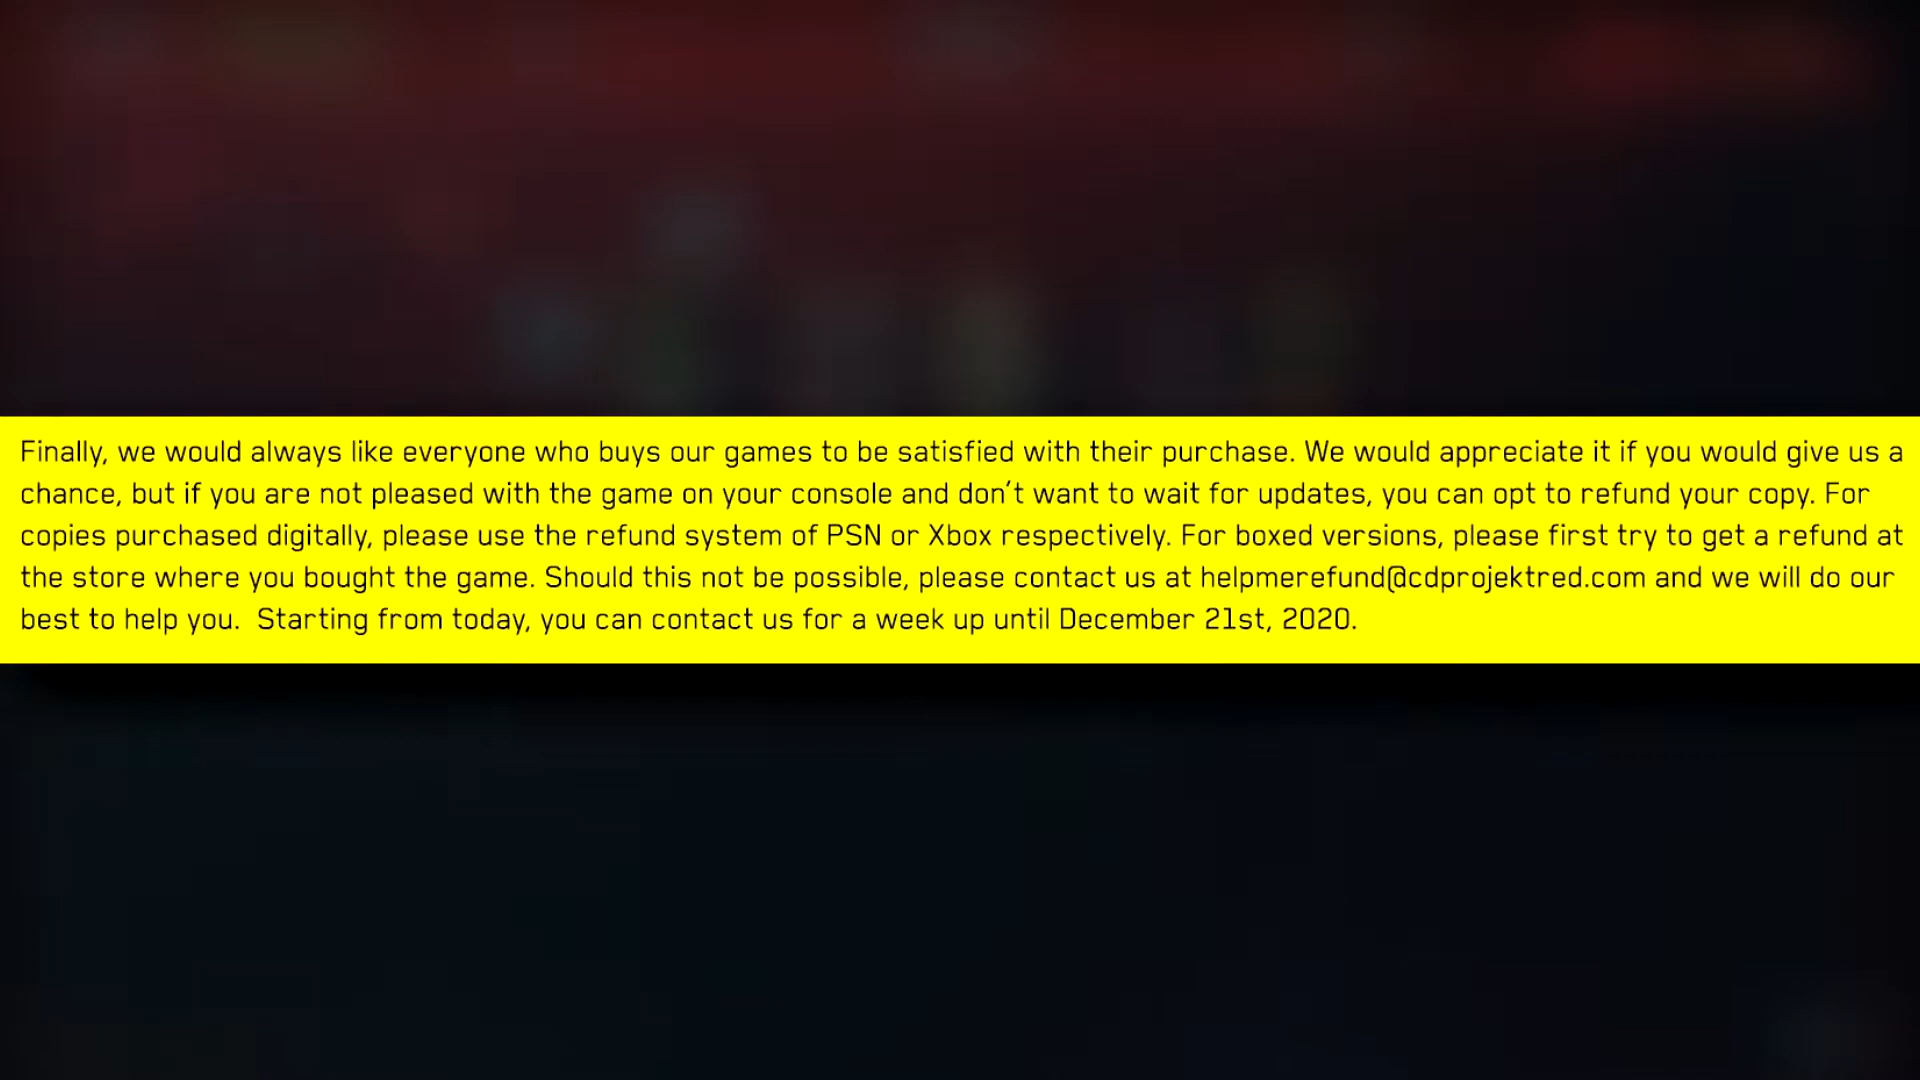 Finally, we would always like everyone who buys our games to be satisfied with their purchase. We would appreciate it if you would give us a
chance, but if you are not pleased with the game on your console and don't want to wait for updates, you can opt to refund your copy. For
copies purchased digitally, please use the refund system of PSN or Xbox respectively. For boxed versions, please first try to get a refund at
the store where you bought the game. Should this not be possible, please contact us at helpmerefund@cdprojektred.com and we will do our
best to help you.  Starting from today, you can contact us for a week up until December 21st, 2020.